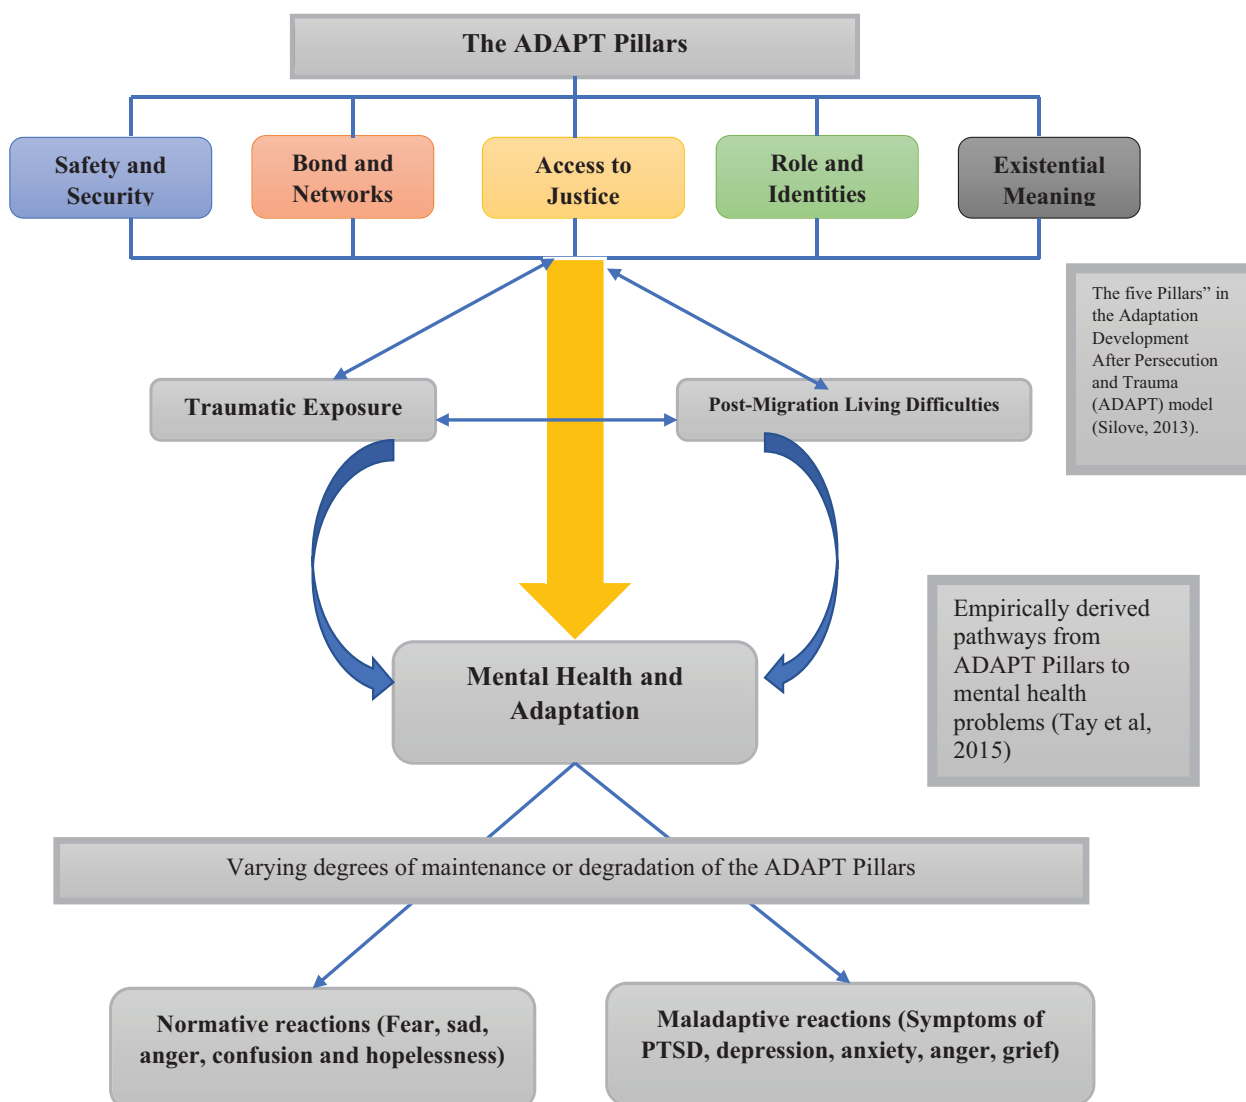 The ADAPT Pillars
Safety and
Security
Bond and
Networks
Access to
Justice
Role and
Identities
Existential
Meaning
The five Pillars” in
the Adaptation
Development
After Persecution
and Trauma
(ADAPT) model
(Silove, 2013).
Traumatic Exposure
Post-Migration Living Difficulties
Empirically derived
pathways from
ADAPT Pillars to
mental health
problems (Tay et al,
2015)
Mental Health and
Adaptation
Varying degrees of maintenance or degradation of the ADAPT Pillars
Normative reactions (Fear, sad,
anger, confusion and hopelessness)
Maladaptive reactions (Symptoms of
PTSD, depression, anxiety, anger, grief)